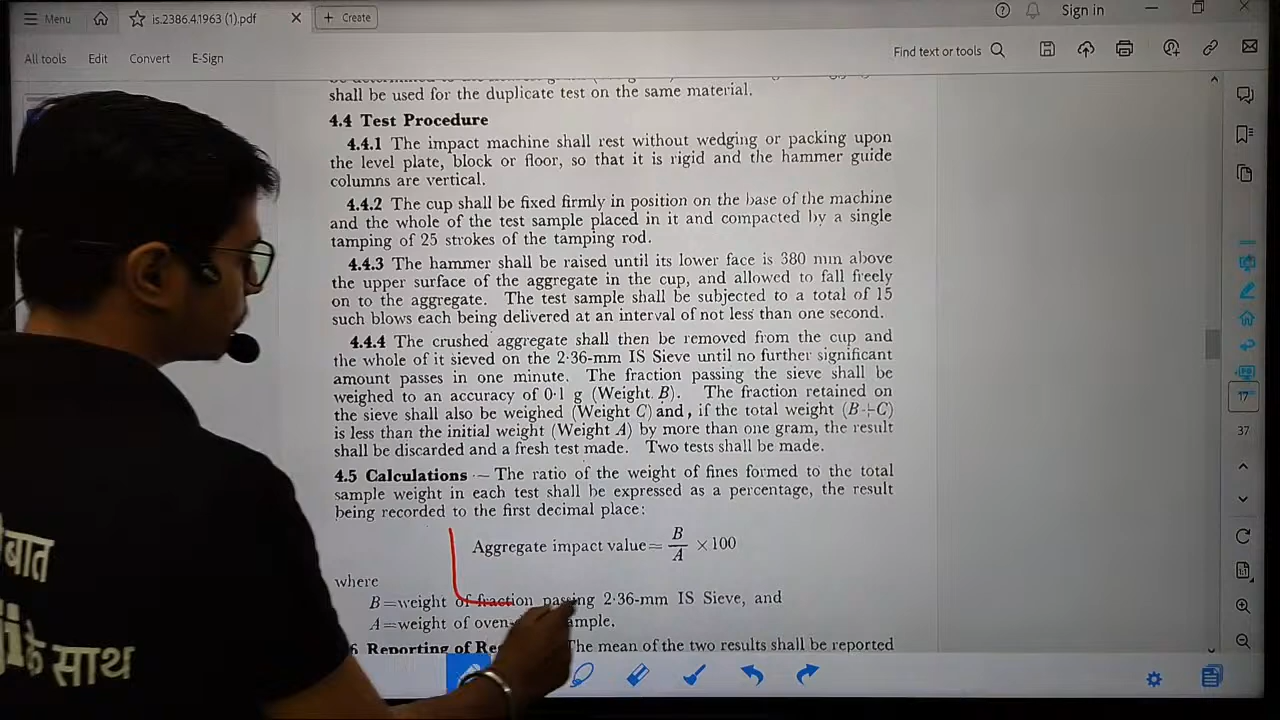 Menu
is.2386.4.1963 (1).pdf
Create
Sign in
All tools
Edit
Convert
E-Sign
Find text or tools
shall be used for the duplicate test on the same material.
4.4 Test Procedure
4.4.1 The impact machine shall rest without wedging or packing upon
the level plate, block or floor, so that it is rigid and the hammer guide
columns are vertical.
4.4.2 The cup shall be fixed firmly in position on the base of the machine
and the whole of the test sample placed in it and compacted by a single
tamping of 25 strokes of the tamping rod.
4.4.3 The hammer shall be raised until its lower face is 380 mm above
the upper surface of the aggregate in the cup, and allowed to fall freely
on to the aggregate. The test sample shall be subjected to a total of 15
such blows each being delivered at an interval of not less than one second.
4.4.4 The crushed aggregate shall then be removed from the cup and
the whole of it sieved on the 2·36-mm IS Sieve until no further significant
amount passes in one minute. The fraction passing the sieve shall be
weighed to an accuracy of 0·1 g (Weight B). The fraction retained on
the sieve shall also be weighed (Weight C) and, if the total weight (B+C)
is less than the initial weight (Weight A) by more than one gram, the result
shall be discarded and a fresh test made. Two tests shall be made.
4.5 Calculations — The ratio of the weight of fines formed to the total
sample weight in each test shall be expressed as a percentage, the result
being recorded to the first decimal place:
Aggregate impact value = B/A × 100
where
B=weight of fraction passing 2·36-mm IS Sieve, and
A=weight of oven- ample.
6 Reporting of Re The mean of the two results shall be reported
17
37
बात
के साथ